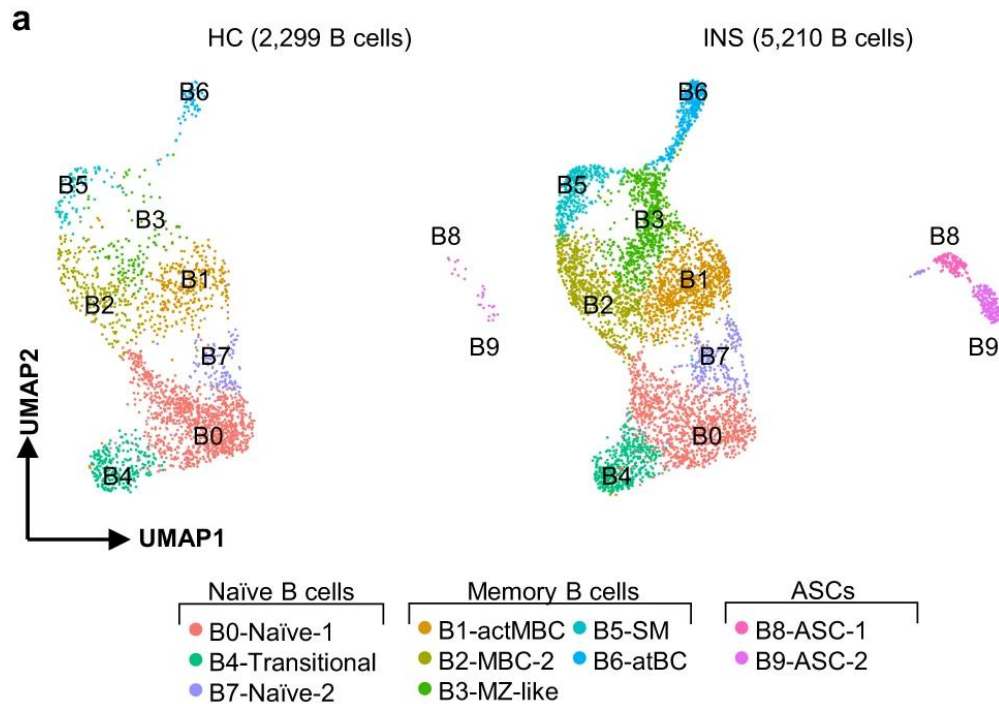 a
HC (2,299 B cells)
INS (5,210 B cells)
B6
B5
B3
B1
B2
B7
B0
B4
B8
B9
B6
B5
B3
B1
B2
B7
B0
B4
B8
B9
UMAP2
UMAP1
Naïve B cells
B0-Naïve-1
B4-Transitional
B7-Naïve-2
Memory B cells
B1-actMBC
B2-MBC-2
B3-MZ-like
B5-SM
B6-atBC
ASCs
B8-ASC-1
B9-ASC-2